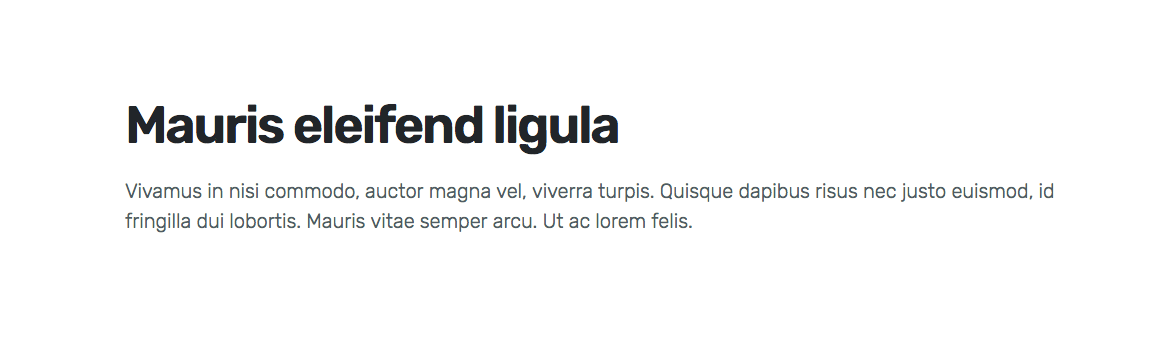 Mauris eleifend ligula
Vivamus in nisi commodo, auctor magna vel, viverra turpis. Quisque dapibus risus nec justo euismod, id
fringilla dui lobortis. Mauris vitae semper arcu. Ut ac lorem felis.